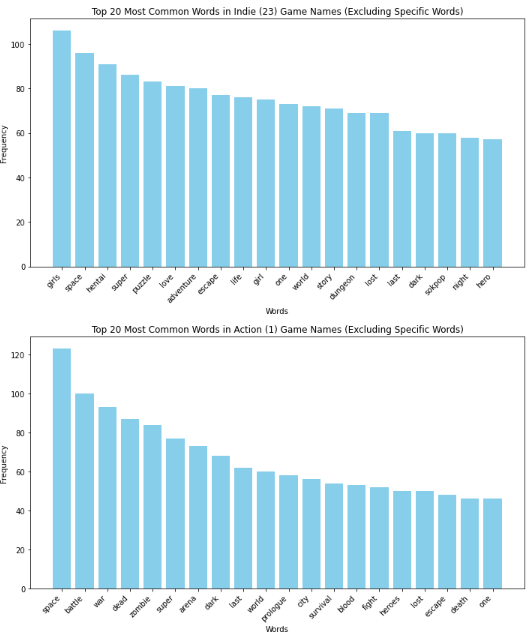 Top 20 Most Common Words in Indie (23) Game Names (Excluding Specific Words)
100
80
60
40
20
0
Frequency
girls
space
hentai
super
puzzle
love
adventure
escape
life
girl
one
world
story
dungeon
lost
last
dark
sokpop
night
hero
Words
Top 20 Most Common Words in Action (1) Game Names (Excluding Specific Words)
120
100
80
60
40
20
0
Frequency
space
battle
war
dead
zombie
super
arena
dark
last
world
prologue
city
survival
blood
fight
heroes
lost
escape
death
one
Words